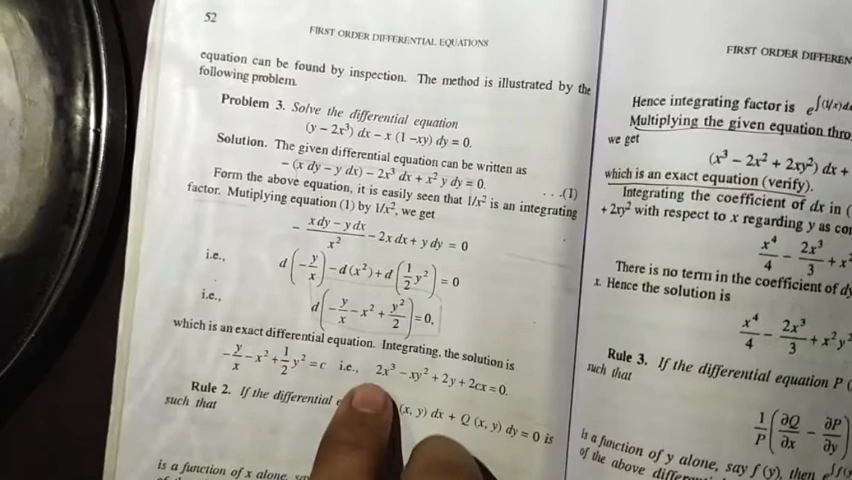 52
FIRST ORDER DIFFERENTIAL EQUATIONS
equation can be found by inspection. The method is illustrated by the
following problem.
Problem 3. Solve the differential equation
(y − 2x³) dx − x (1 −xy) dy = 0.
Solution. The given differential equation can be written as
− (x dy − y dx) − 2x³ dx + x² y dy = 0. . . .(1)
Form the above equation, it is easily seen that 1/x² is an integrating
factor. Mutiplying equation (1) by 1/x², we get
− (x dy − y dx)/x² − 2x dx + y dy = 0
i.e., d(−y/x) − d(x²) + d(1/2 y²) = 0
i.e., d(−y/x − x² + y²/2) = 0.
which is an exact differential equation. Integrating, the solution is
−y/x − x² + 1/2 y² = c i.e., 2x³ − xy² + 2y + 2cx = 0.
Rule 2. If the differential (x, y) dx + Q (x, y) dy = 0 is
such that
is a function of x alone,
FIRST ORDER DIFFEREN
Hence integrating factor is e^∫(1/x)dx
Multiplying the given equation thro
we get
(x³ − 2x² + 2xy²) dx +
which is an exact equation (verify).
Integrating the coefficient of dx in (
+ 2xy² with respect to x regarding y as co
x⁴/4 − 2x³/3 + x²
There is no term in the coefficient of dy
x. Hence the solution is
x⁴/4 − 2x³/3 + x²y²
Rule 3. If the differential equation P (
such that
1/P (∂Q/∂x − ∂P/∂y)
is a function of y alone, say f (y), then
of the above